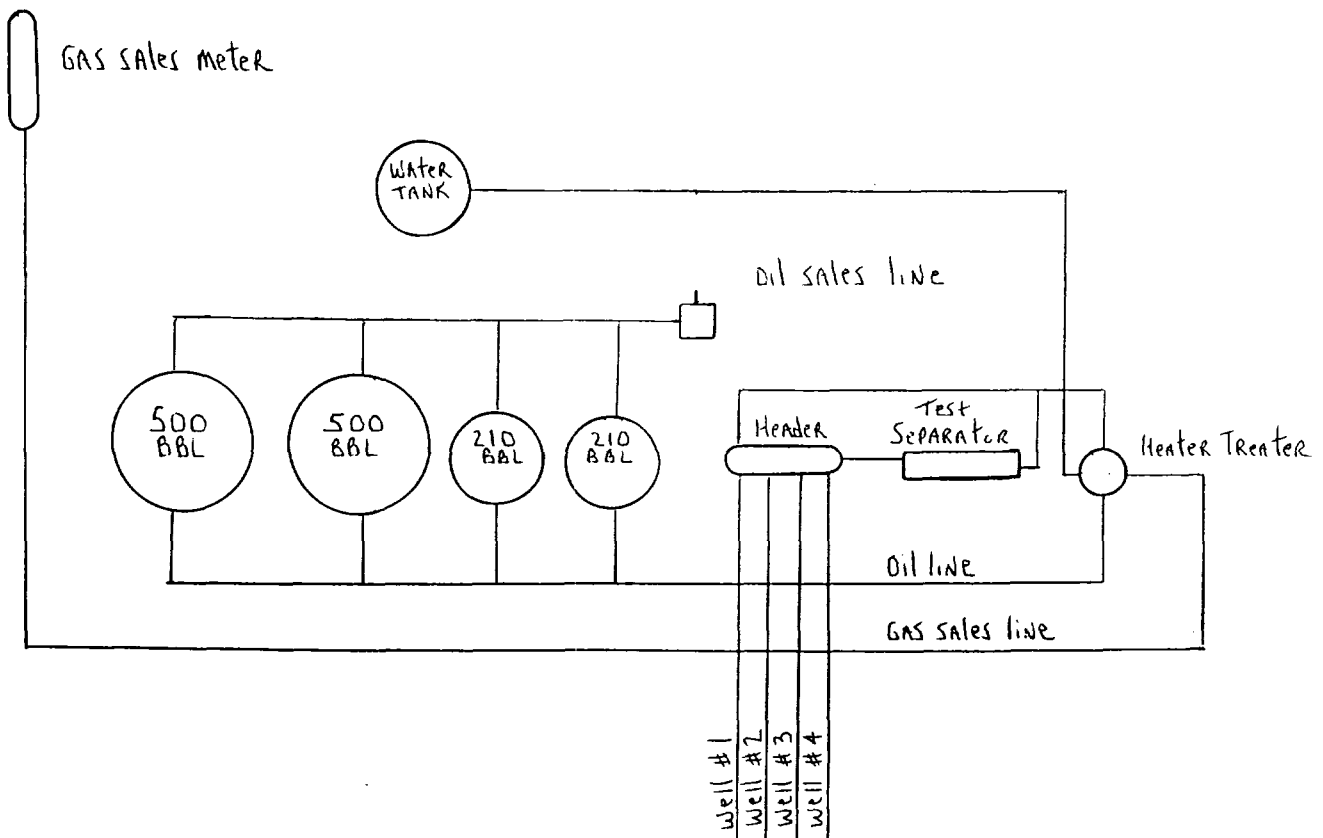 GAS SALES METER
WATER
TANK
OIL SALES LINE
500
BBL
500
BBL
210
BBL
210
BBL
HEADER
TEST
SEPARATOR
HEATER TREATER
OIL LINE
GAS SALES LINE
Well #1
Well #2
Well #3
Well #4